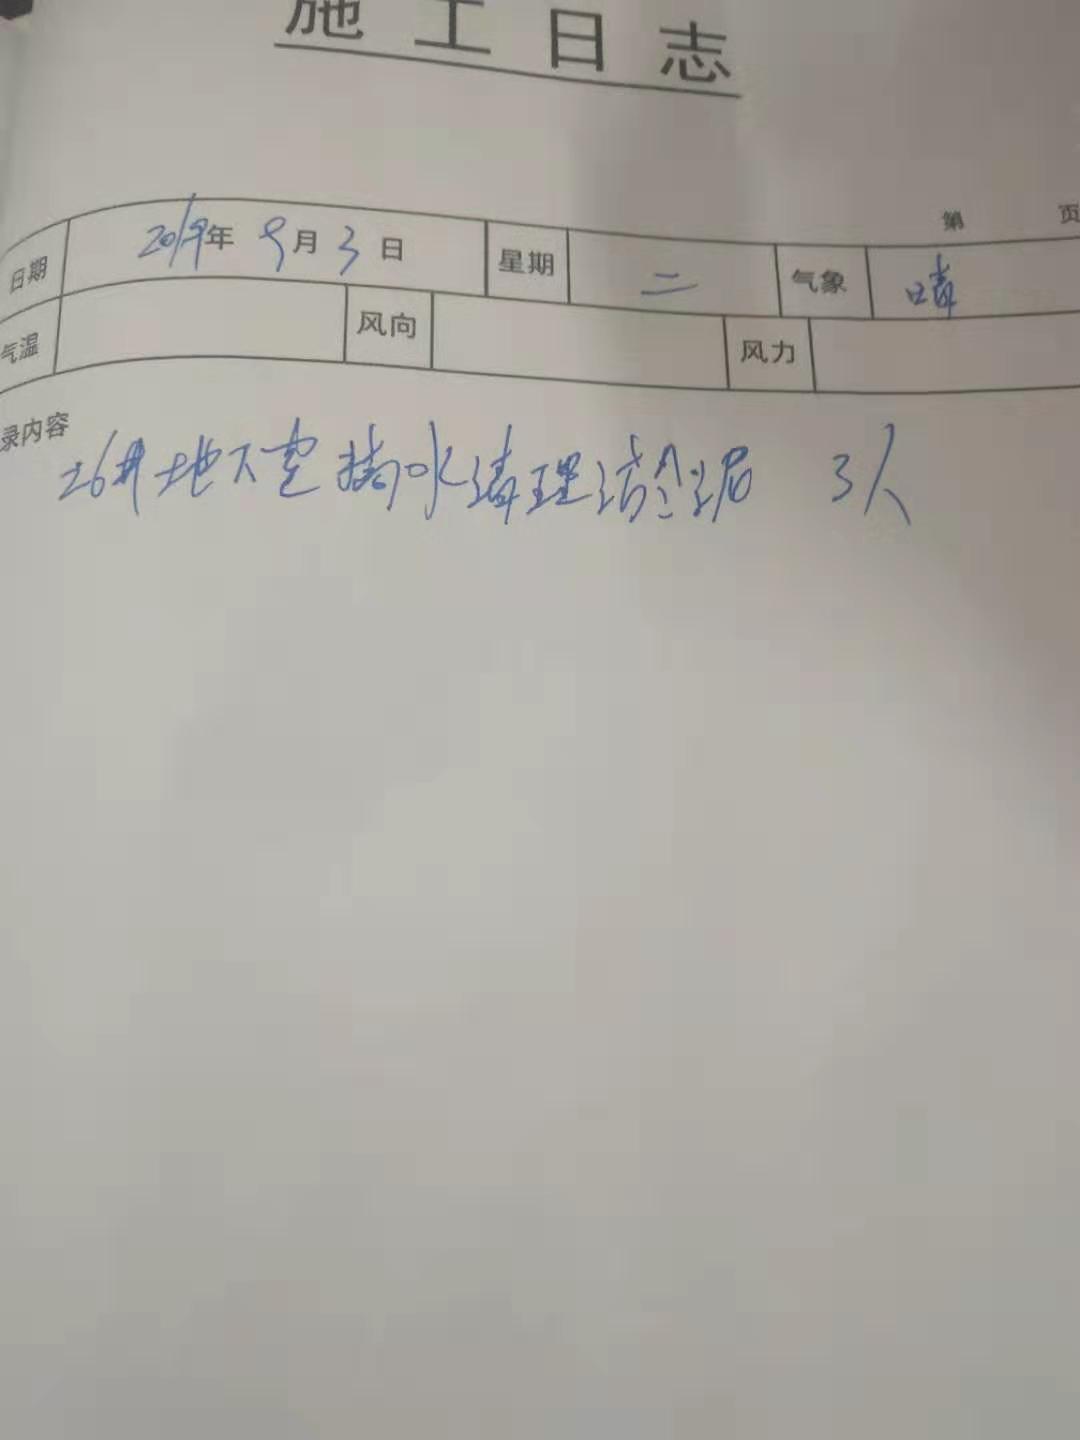 施工日志
第 页
日期 2019年 9月 3日 星期 二 气象 晴
气温 风向 风力
录内容
26#地下室 水清理 泥 3人